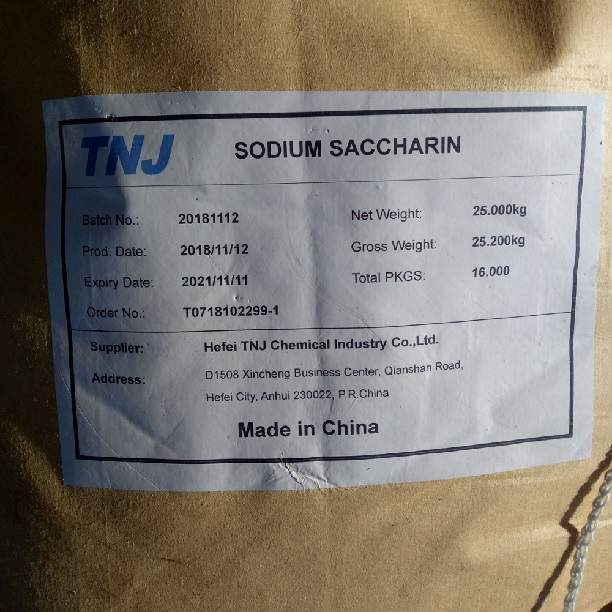 TNJ SODIUM SACCHARIN
Batch No.: 20181112 Net Weight: 25.000kg
Prod. Date: 2018/11/12 Gross Weight: 25.200kg
Expiry Date: 2021/11/11 Total PKGS: 16.000
Order No.: T0718102299-1
Supplier: Hefei TNJ Chemical Industry Co.,Ltd.
Address: D1508 Xincheng Business Center, Qianshan Road,
Hefei City, Anhui 230022, P.R.China
Made in China